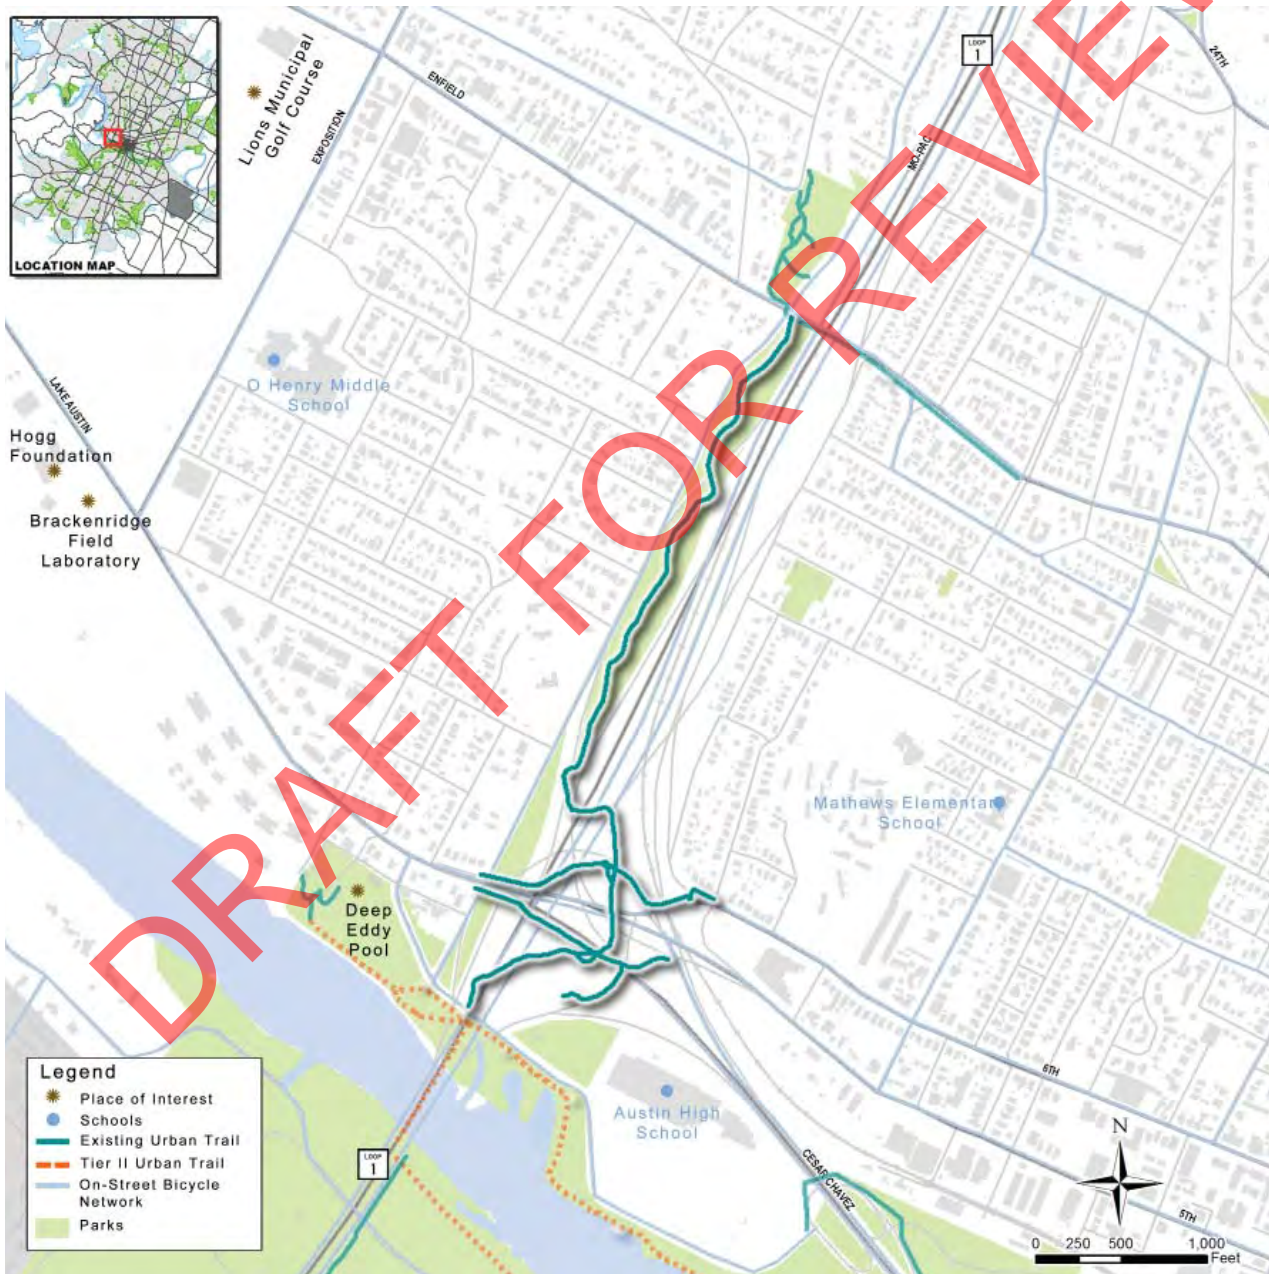 LOOP
1
24TH
ENFIELD
Lions Municipal
Golf Course
EXPOSITION
MO-PAC
LOCATION MAP
O Henry Middle
School
LAKE AUSTIN
Hogg
Foundation
Brackenridge
Field
Laboratory
DRAFT FOR REVIEW
Mathews Elementary
School
Deep
Eddy
Pool
Legend
Place of Interest
Schools
Existing Urban Trail
Tier II Urban Trail
On-Street Bicycle
Network
Parks
LOOP
1
Austin High
School
CESAR CHAVEZ
6TH
5TH
N
0 250 500 1,000
Feet